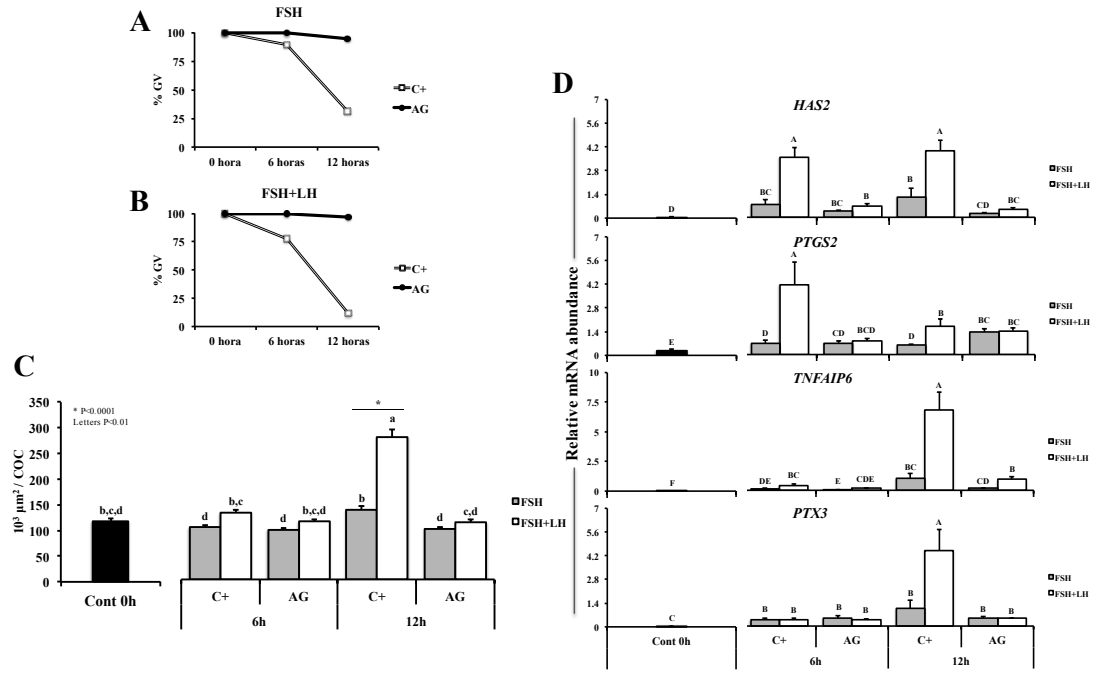 A
FSH
100
75
50
25
0
% GV
0 hora
6 horas
12 horas
C+
AG
B
FSH+LH
100
75
50
25
0
% GV
0 hora
6 horas
12 horas
C+
AG
C
350
300
250
200
150
100
50
0
10³ µm² / COC
* P<0.0001
Letters P<0.01
*
b,c,d
d
b,c
d
b,c,d
b
a
d
c,d
FSH
FSH+LH
Cont 0h
C+
AG
C+
AG
6h
12h
D
Relative mRNA abundance
HAS2
7
5.6
4.2
2.8
1.4
0
D
BC
A
BC
B
B
A
CD
BC
FSH
FSH+LH
PTGS2
7
5.6
4.2
2.8
1.4
0
E
D
A
CD
BCD
D
B
BC
BC
FSH
FSH+LH
TNFAIP6
10
7.5
5
2.5
0
F
DE
BC
E
CDE
BC
A
CD
B
FSH
FSH+LH
PTX3
7
5.6
4.2
2.8
1.4
0
C
B
B
B
B
B
A
B
B
FSH
FSH+LH
Cont 0h
C+
AG
C+
AG
6h
12h